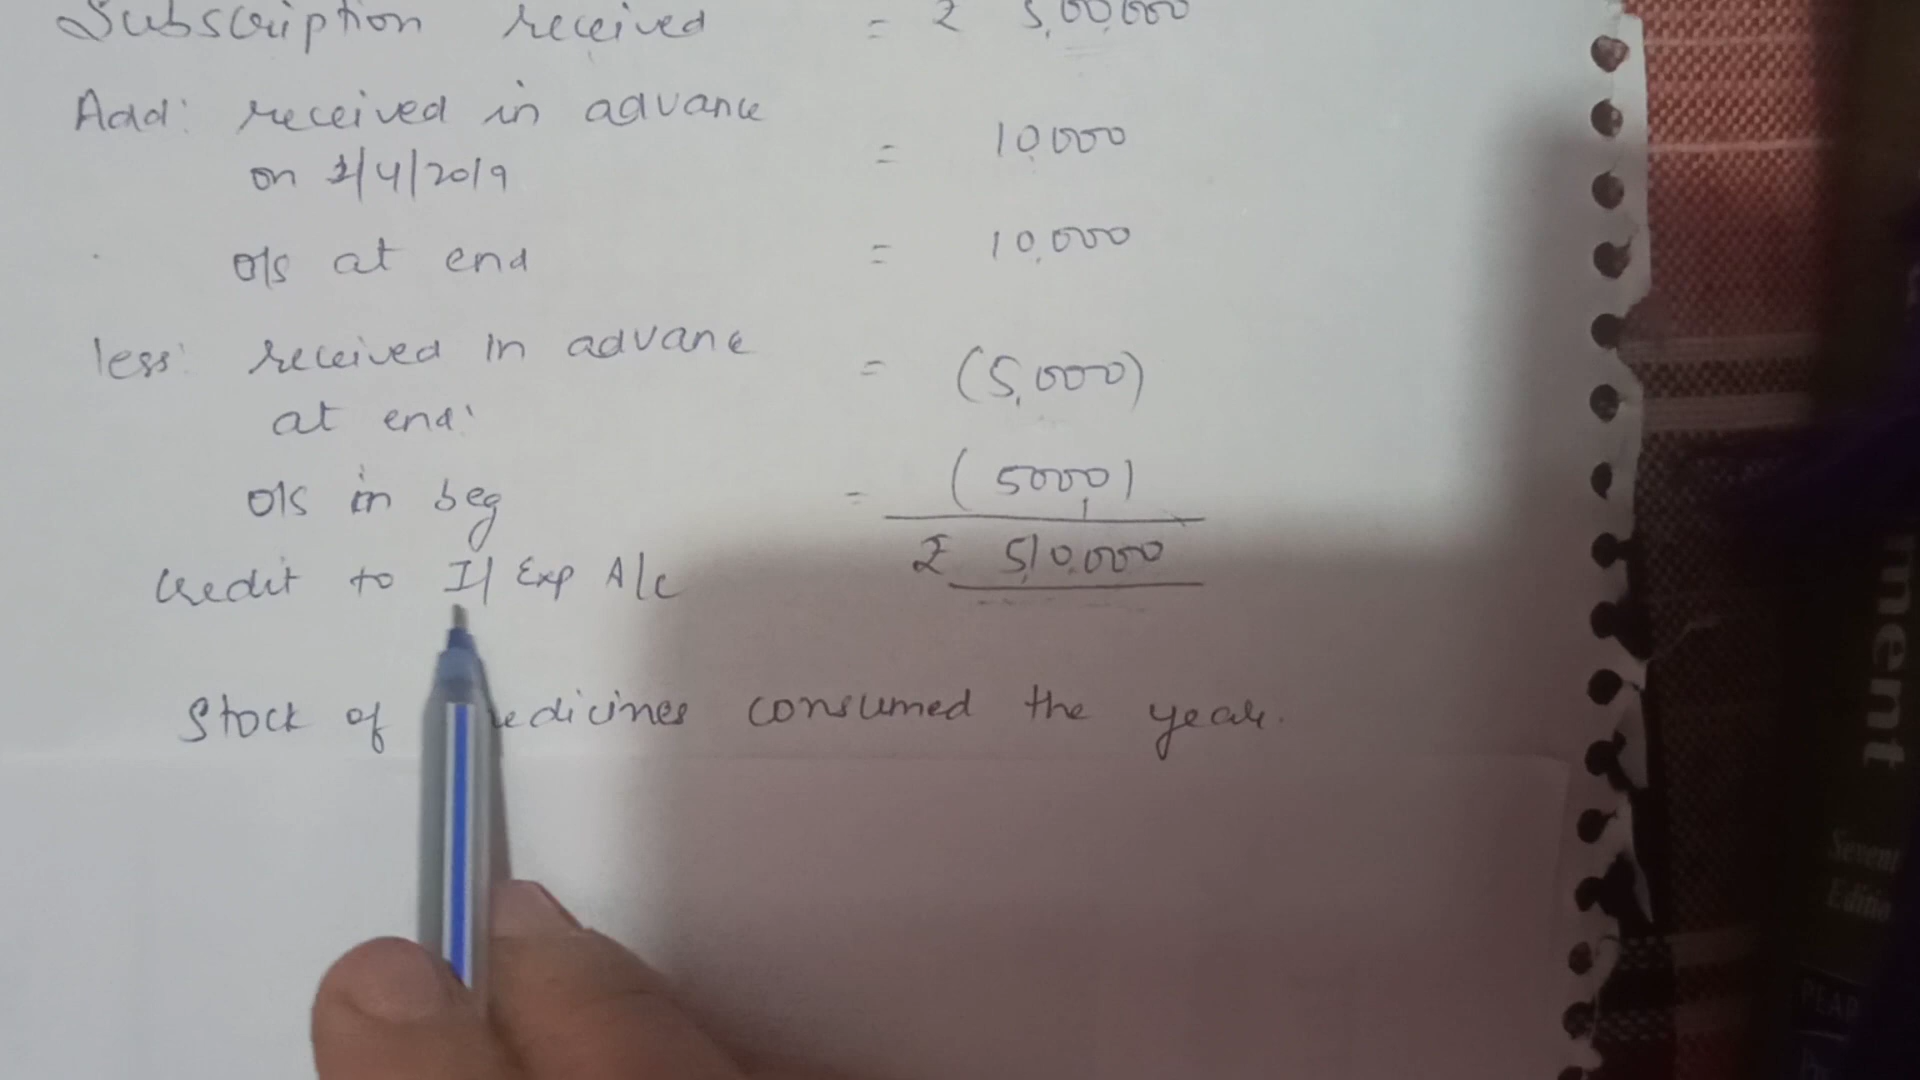 Subscription received = ₹ 5,00,000
Add: received in advance
on 1/4/2019 = 10,000
O/S at end = 10,000
less: received in advance = (5,000)
at end:
O/S in beg = (5000)
Credit to I/Exp A/c ₹ 5,10,000
Stock of medicines consumed the year.
ment
Edition